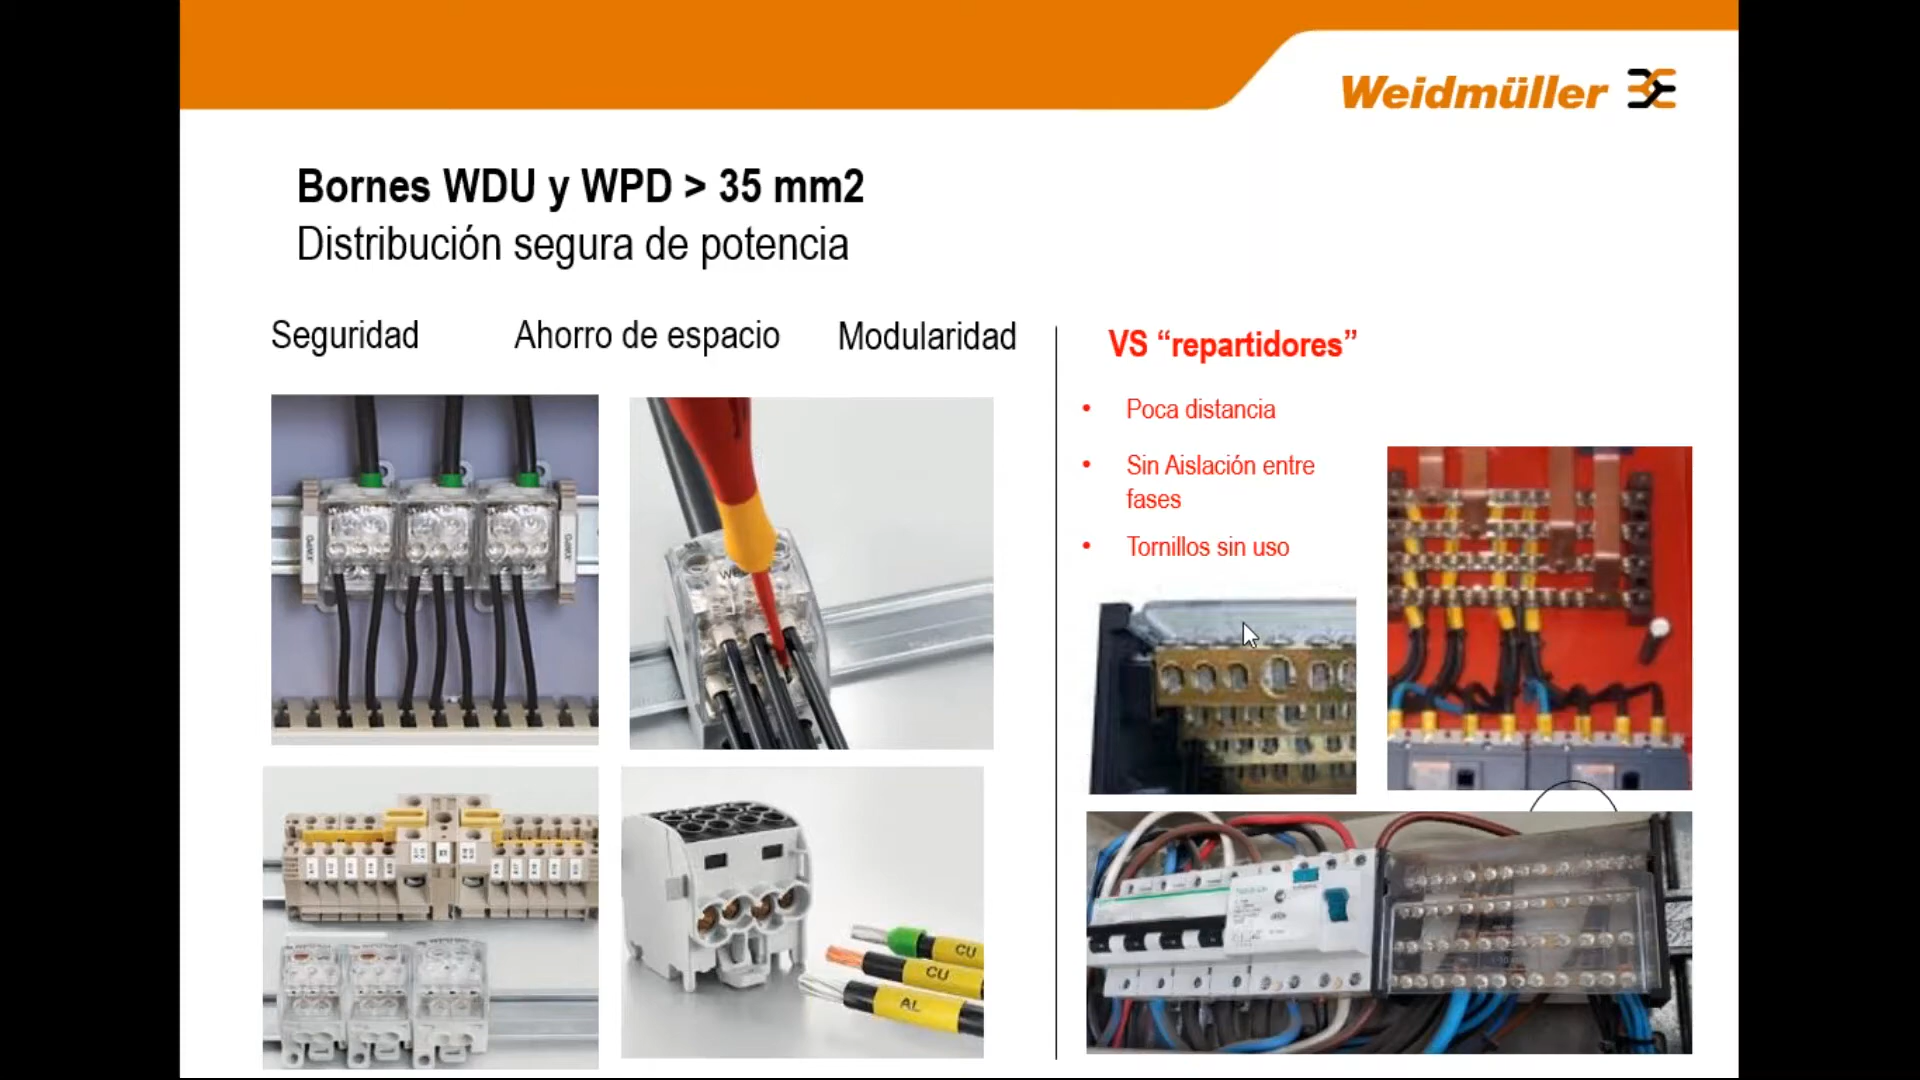 Weidmüller
Bornes WDU y WPD > 35 mm2
Distribución segura de potencia
Seguridad
Ahorro de espacio
Modularidad
VS “repartidores”
• Poca distancia
• Sin Aislación entre
fases
• Tornillos sin uso
CU
CU
AL